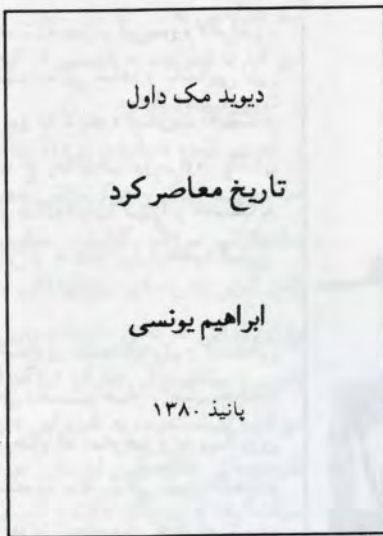 دیوید مک داول
تاریخ معاصر کرد
ابراهیم یونسی
پانیذ ۱۳۸۰